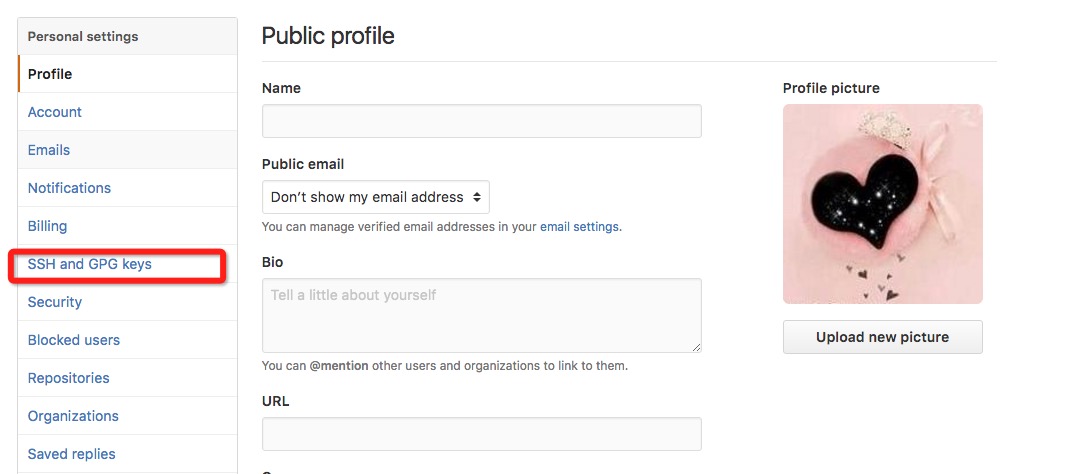 Personal settings
Profile
Account
Emails
Notifications
Billing
SSH and GPG keys
Security
Blocked users
Repositories
Organizations
Saved replies
Public profile
Name
Public email
Don’t show my email address
You can manage verified email addresses in your email settings.
Bio
Tell a little about yourself
You can @mention other users and organizations to link to them.
URL
Profile picture
Upload new picture